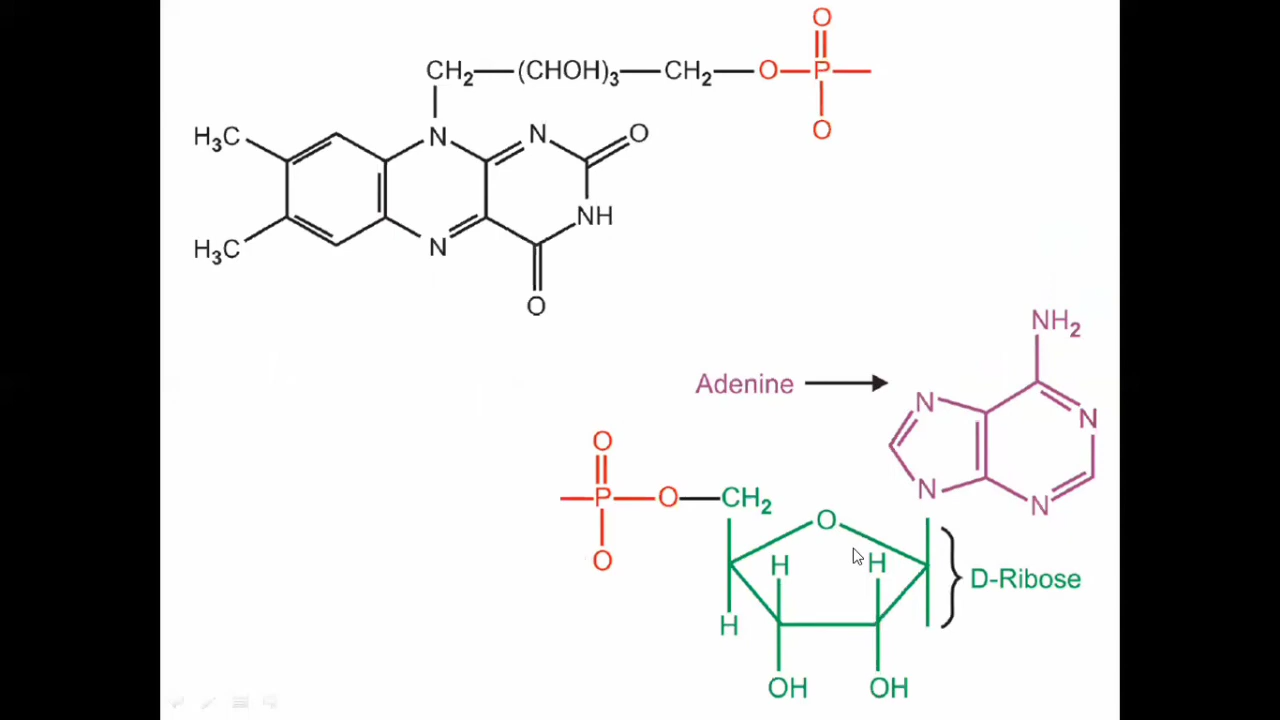 O
CH₂ (CHOH)₃ CH₂ O P
O
H₃C N N O
NH
H₃C N
O
NH₂
Adenine
N N
O
N N
P O CH₂
O
O
H H
D-Ribose
H
OH OH